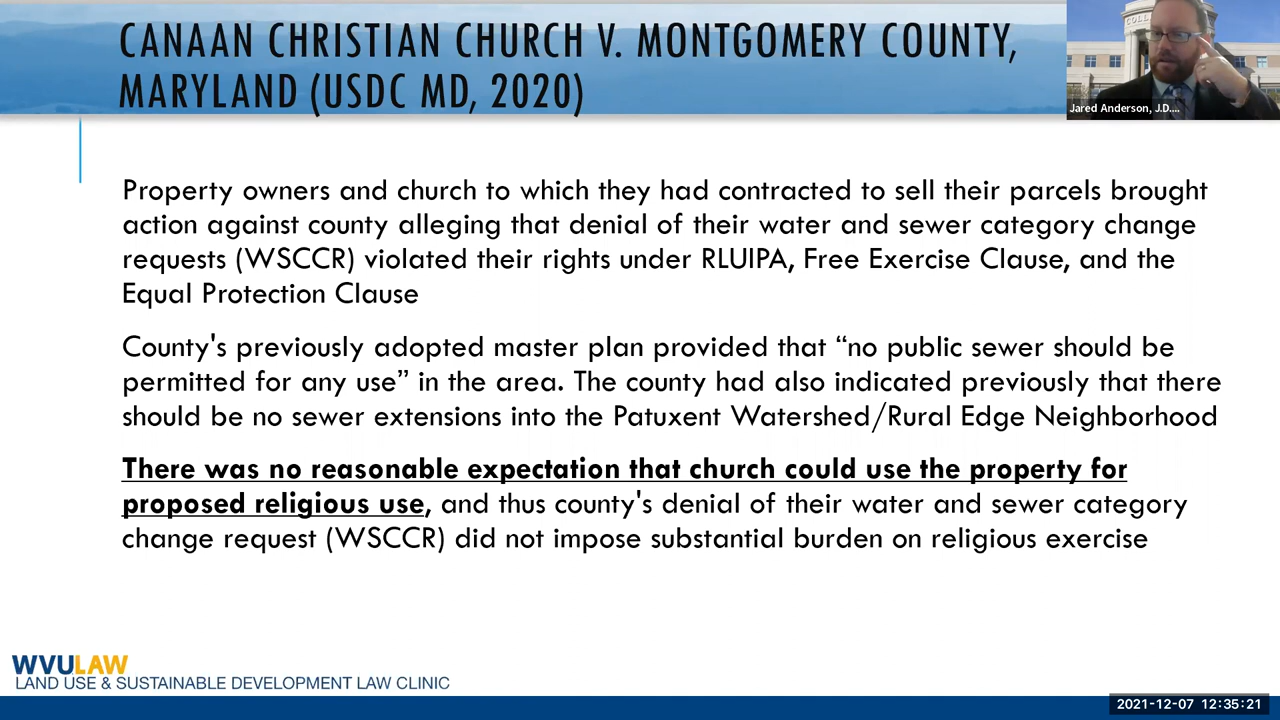 CANAAN CHRISTIAN CHURCH V. MONTGOMERY COUNTY,
MARYLAND (USDC MD, 2020)
COLL
Jared Anderson, J.D....
Property owners and church to which they had contracted to sell their parcels brought
action against county alleging that denial of their water and sewer category change
requests (WSCCR) violated their rights under RLUIPA, Free Exercise Clause, and the
Equal Protection Clause
County's previously adopted master plan provided that “no public sewer should be
permitted for any use” in the area. The county had also indicated previously that there
should be no sewer extensions into the Patuxent Watershed/Rural Edge Neighborhood
There was no reasonable expectation that church could use the property for
proposed religious use, and thus county's denial of their water and sewer category
change request (WSCCR) did not impose substantial burden on religious exercise
WVULAW
LAND USE & SUSTAINABLE DEVELOPMENT LAW CLINIC
2021-12-07 12:35:21